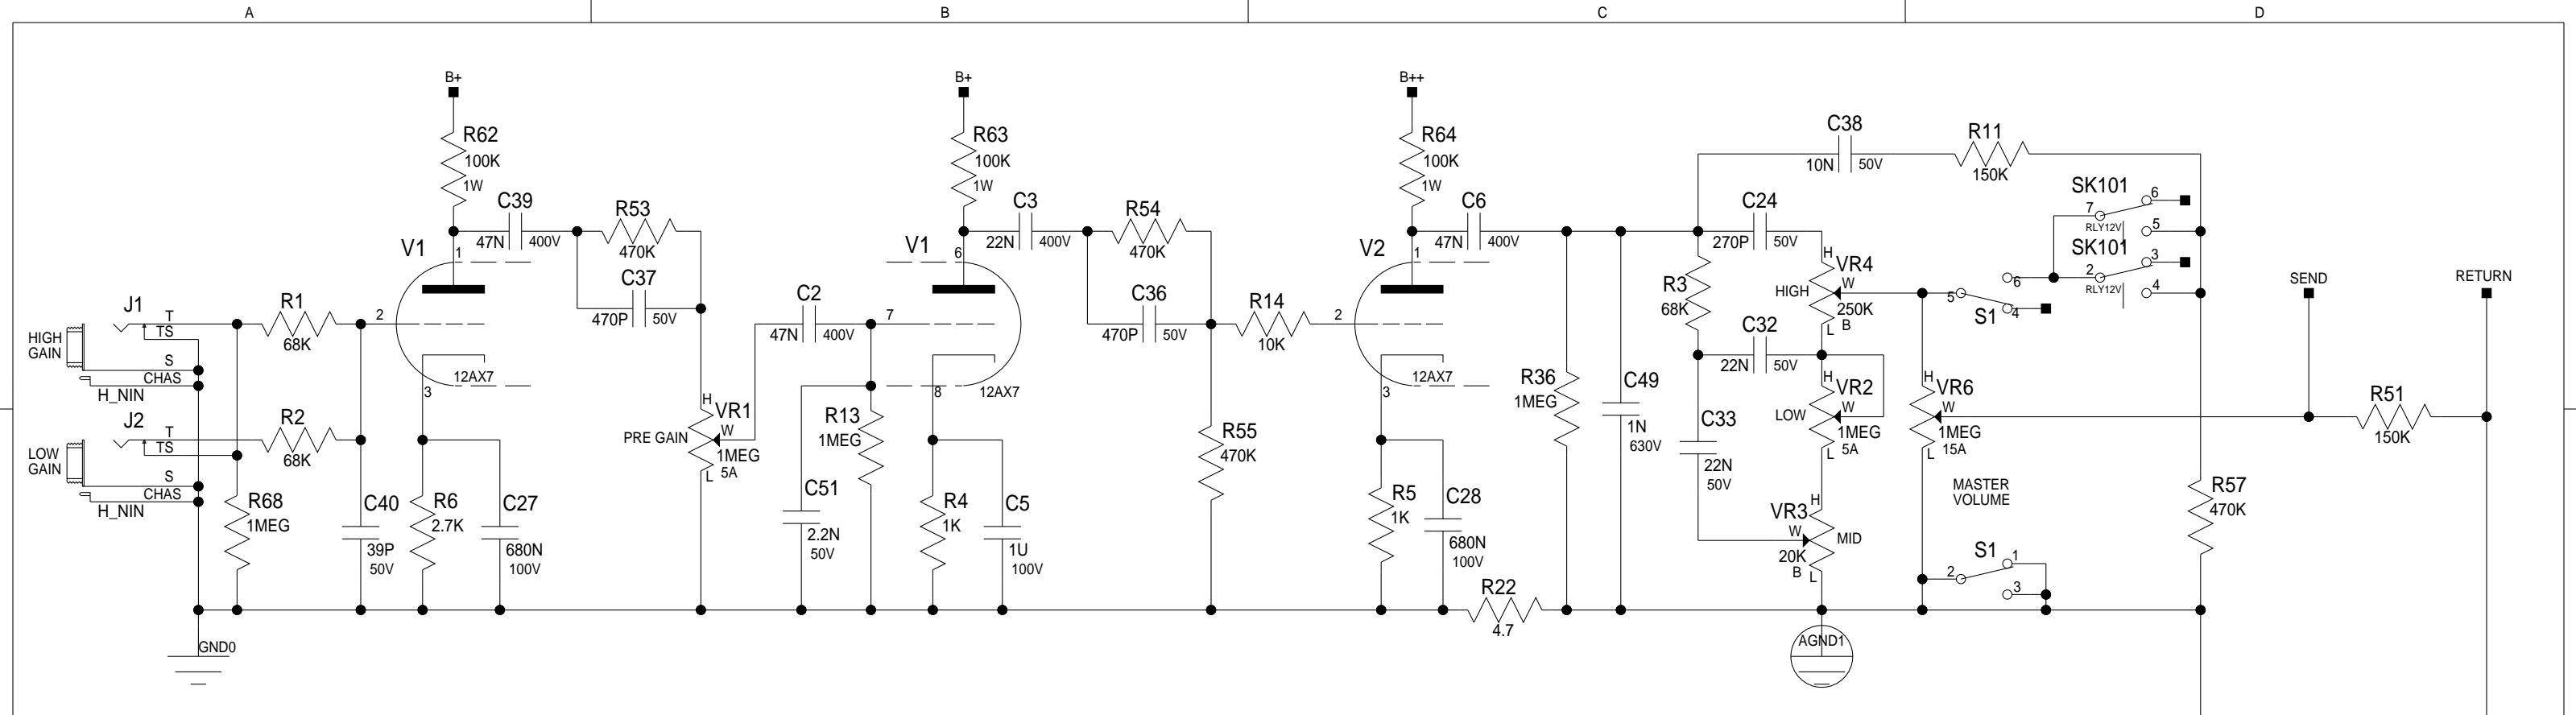 A B C D
B+ B+ B++
R62
100K
1W
C39
47N 400V
R53
470K
C37
470P 50V
V1
1
2
3
12AX7
J1
T
TS
S
CHAS
H_NIN
HIGH
GAIN
R1
68K
J2
T
TS
S
CHAS
H_NIN
LOW
GAIN
R2
68K
R68
1MEG
C40
39P
50V
R6
2.7K
C27
680N
100V
GND0
H
VR1
W
PRE GAIN
1MEG
5A
L
R63
100K
1W
C3
22N 400V
R54
470K
C36
470P 50V
V1
6
7
8
12AX7
C2
47N 400V
R13
1MEG
C51
2.2N
50V
R4
1K
C5
1U
100V
R55
470K
R14
10K
R64
100K
1W
C6
47N 400V
V2
1
2
3
12AX7
R5
1K
C28
680N
100V
R22
4.7
R36
1MEG
C49
1N
630V
C38
10N 50V
R11
150K
C24
270P 50V
R3
68K
C32
22N 50V
C33
22N
50V
H
VR4
W
HIGH
250K
B
L
H
VR2
W
LOW
1MEG
5A
L
H
VR3
W
MID
20K
B
L
AGND1
H
VR6
W
1MEG
15A
L
MASTER
VOLUME
S1
5
6
4
SK101
7
6
5
RLY12V
SK101
2
3
4
RLY12V
S1
2
1
3
R57
470K
SEND
RETURN
R51
150K